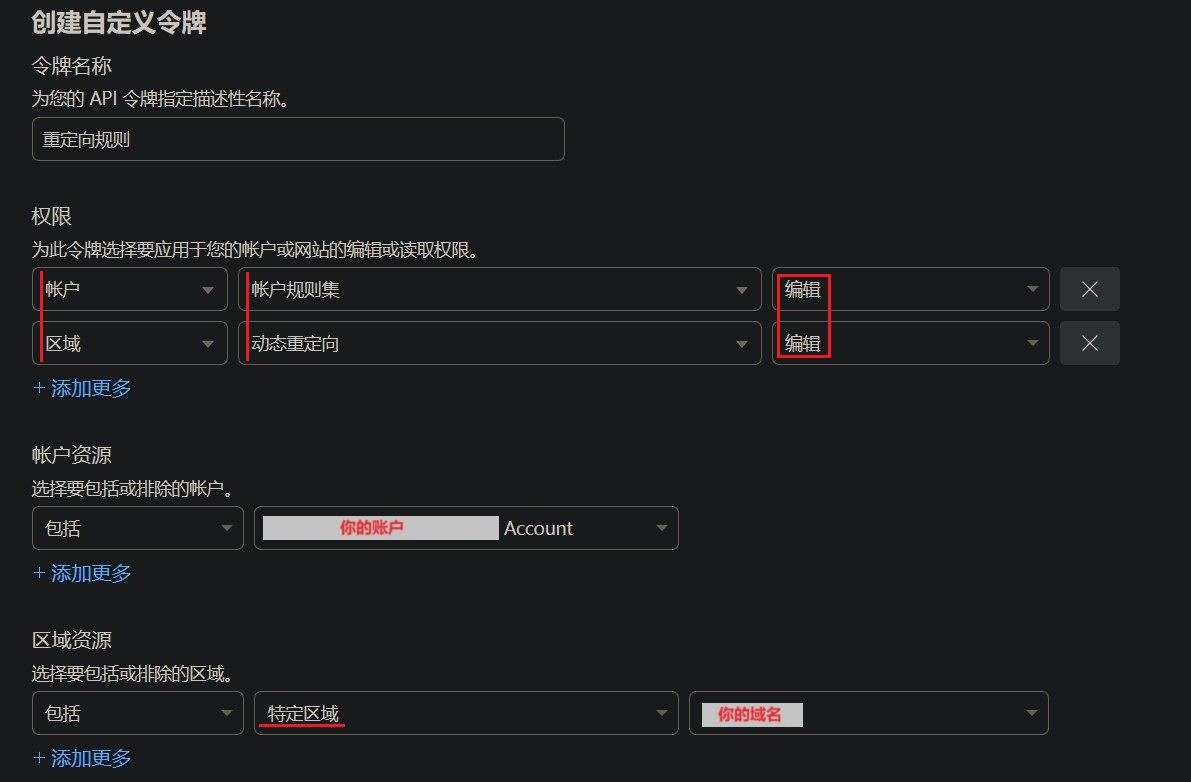 创建自定义令牌
令牌名称
为您的 API 令牌指定描述性名称。
重定向规则
权限
为此令牌选择要应用于您的帐户或网站的编辑或读取权限。
帐户 帐户规则集 编辑
区域 动态重定向 编辑
+ 添加更多
帐户资源
选择要包括或排除的帐户。
包括 你的账户 Account
+ 添加更多
区域资源
选择要包括或排除的区域。
包括 特定区域 你的域名
+ 添加更多